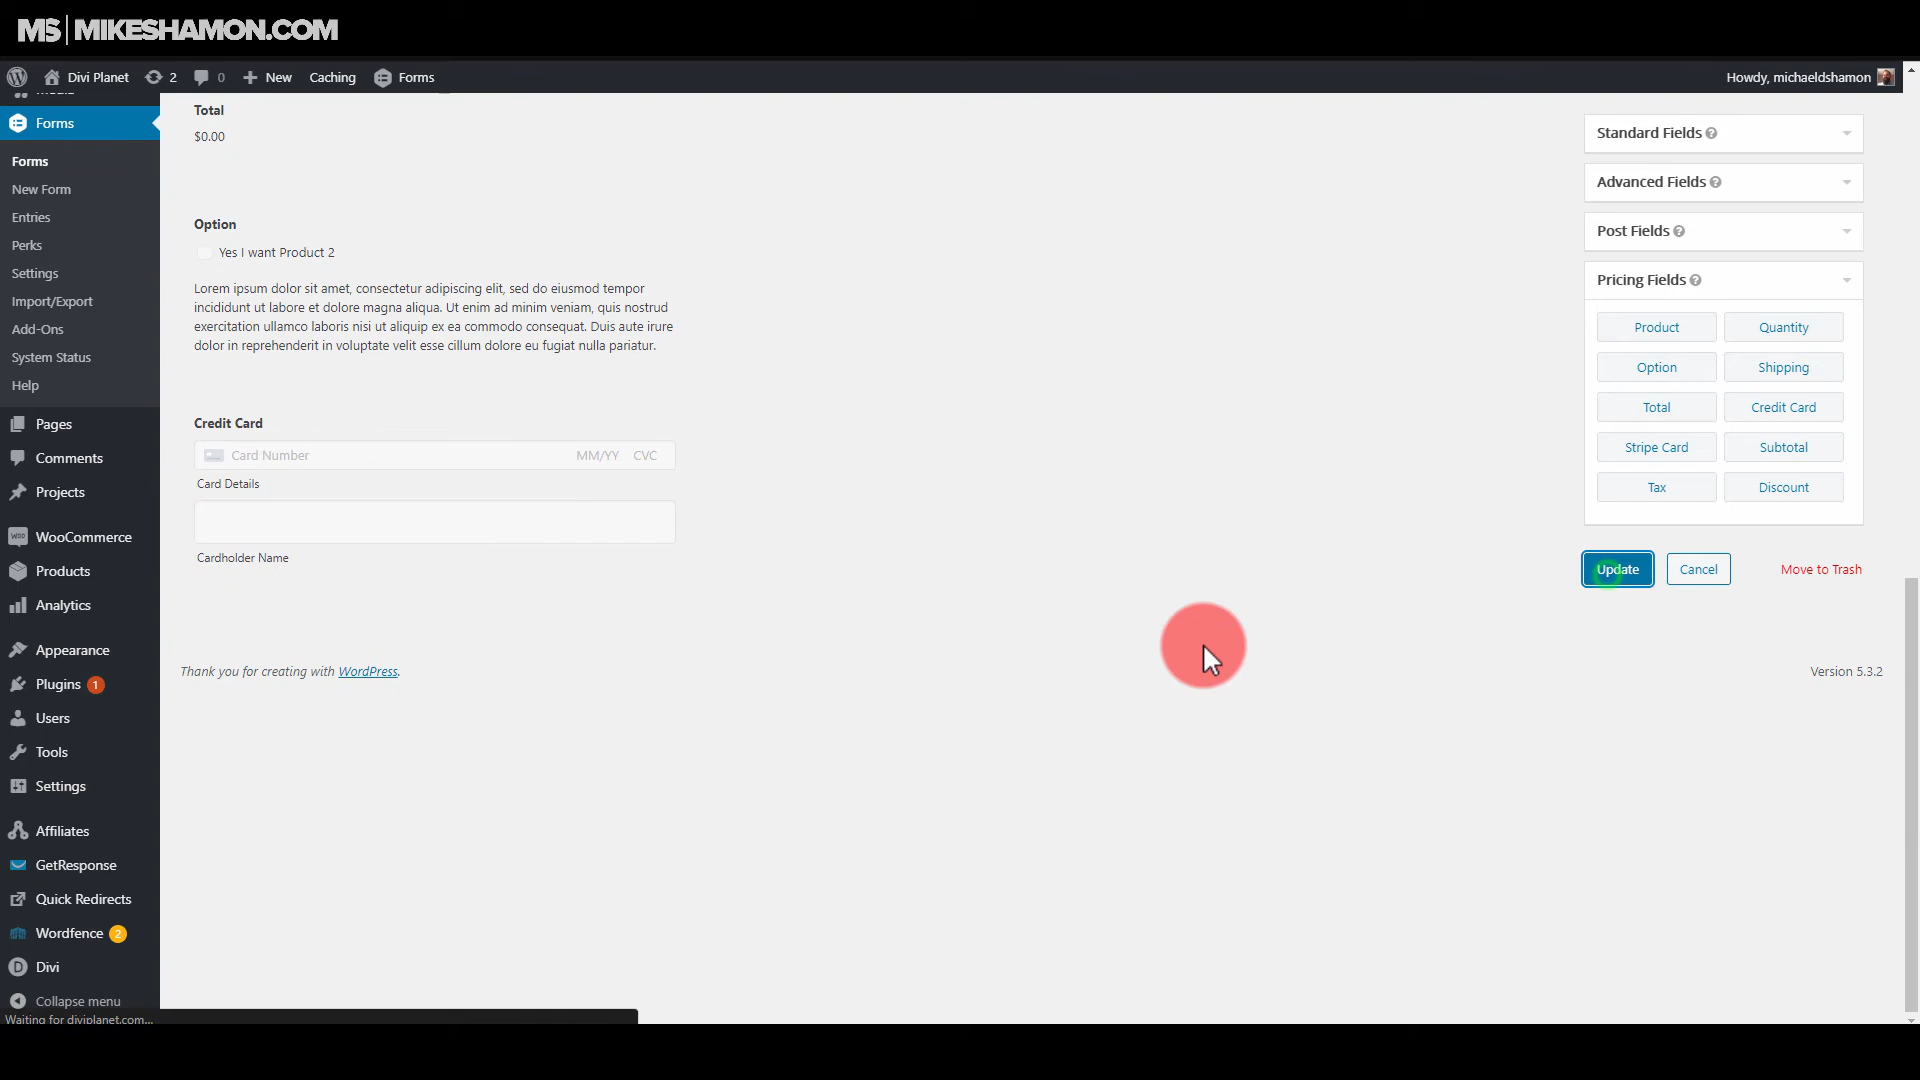 MS | MIKESHAMON.COM
Divi Planet 2 0 New Caching Forms Howdy, michaeldshamon
Media
Forms
Forms
New Form
Entries
Perks
Settings
Import/Export
Add-Ons
System Status
Help
Pages
Comments
Projects
WooCommerce
Products
Analytics
Appearance
Plugins 1
Users
Tools
Settings
Affiliates
GetResponse
Quick Redirects
Wordfence 2
Divi
Collapse menu
Waiting for diviplanet.com...
Total
$0.00
Option
Yes I want Product 2
Lorem ipsum dolor sit amet, consectetur adipiscing elit, sed do eiusmod tempor
incididunt ut labore et dolore magna aliqua. Ut enim ad minim veniam, quis nostrud
exercitation ullamco laboris nisi ut aliquip ex ea commodo consequat. Duis aute irure
dolor in reprehenderit in voluptate velit esse cillum dolore eu fugiat nulla pariatur.
Credit Card
Card Number MM/YY CVC
Card Details
Cardholder Name
Thank you for creating with WordPress.
Standard Fields
Advanced Fields
Post Fields
Pricing Fields
Product Quantity
Option Shipping
Total Credit Card
Stripe Card Subtotal
Tax Discount
Update Cancel Move to Trash
Version 5.3.2